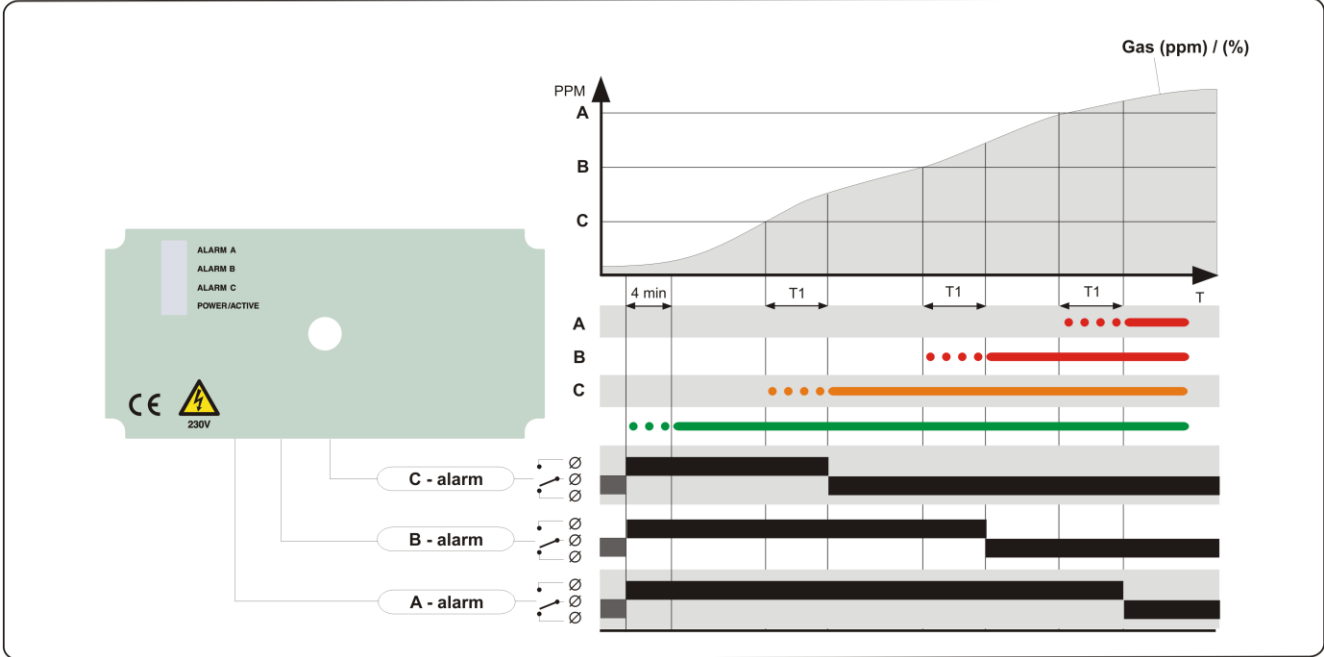 Gas (ppm) / (%)
PPM
A
B
C
4 min
T1
T1
T1
T
ALARM A
ALARM B
ALARM C
POWER/ACTIVE
CE
230V
A
B
C
C - alarm
Ø
Ø
Ø
B - alarm
Ø
Ø
Ø
A - alarm
Ø
Ø
Ø